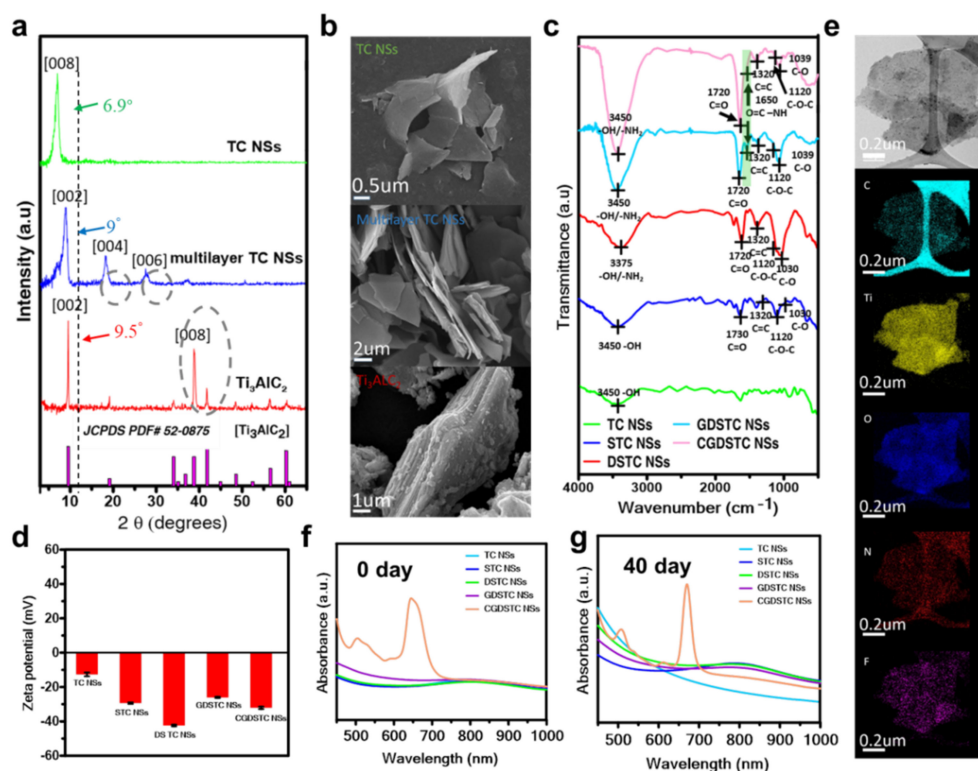 a
[008]
6.9°
TC NSs
[002]
9°
[004]
[006]
multilayer TC NSs
[002]
9.5°
[008]
Ti3AlC2
JCPDS PDF# 52-0875
[Ti3AlC2]
Intensity (a.u)
10 20 30 40 50 60
2 θ (degrees)
b
TC NSs
0.5um
Multilayer TC NSs
2um
Ti3AlC2
1um
c
1039
C-O
1320
C=C
1120
C-O-C
1720
C=O
1650
O=C –NH
3450
-OH/-NH2
1320
C=C
1039
C-O
1120
C-O-C
3450
-OH/-NH2
1720
C=O
1320
C=C
3375
-OH/-NH2
1720
C=O
1120
C-O-C
1030
C-O
1320
C=C
1030
C-O
3450 -OH
1730
C=O
1120
C-O-C
3450 -OH
TC NSs
STC NSs
DSTC NSs
GDSTC NSs
CGDSTC NSs
Transmittance (a.u)
4000 3000 2000 1000
Wavenumber (cm-1)
e
0.2um
C
0.2um
Ti
0.2um
O
0.2um
N
0.2um
F
0.2um
d
Zeta potential (mV)
60
40
20
0
-20
-40
-60
TC NSs
STC NSs
DS TC NSs
GDSTC NSs
CGDSTC NSs
f
0 day
TC NSs
STC NSs
DSTC NSs
GDSTC NSs
CGDSTC NSs
Absorbance (a.u.)
500 600 700 800 900 1000
Wavelength (nm)
g
40 day
TC NSs
STC NSs
DSTC NSs
GDSTC NSs
CGDSTC NSs
Absorbance (a.u.)
500 600 700 800 900 1000
Wavelength (nm)